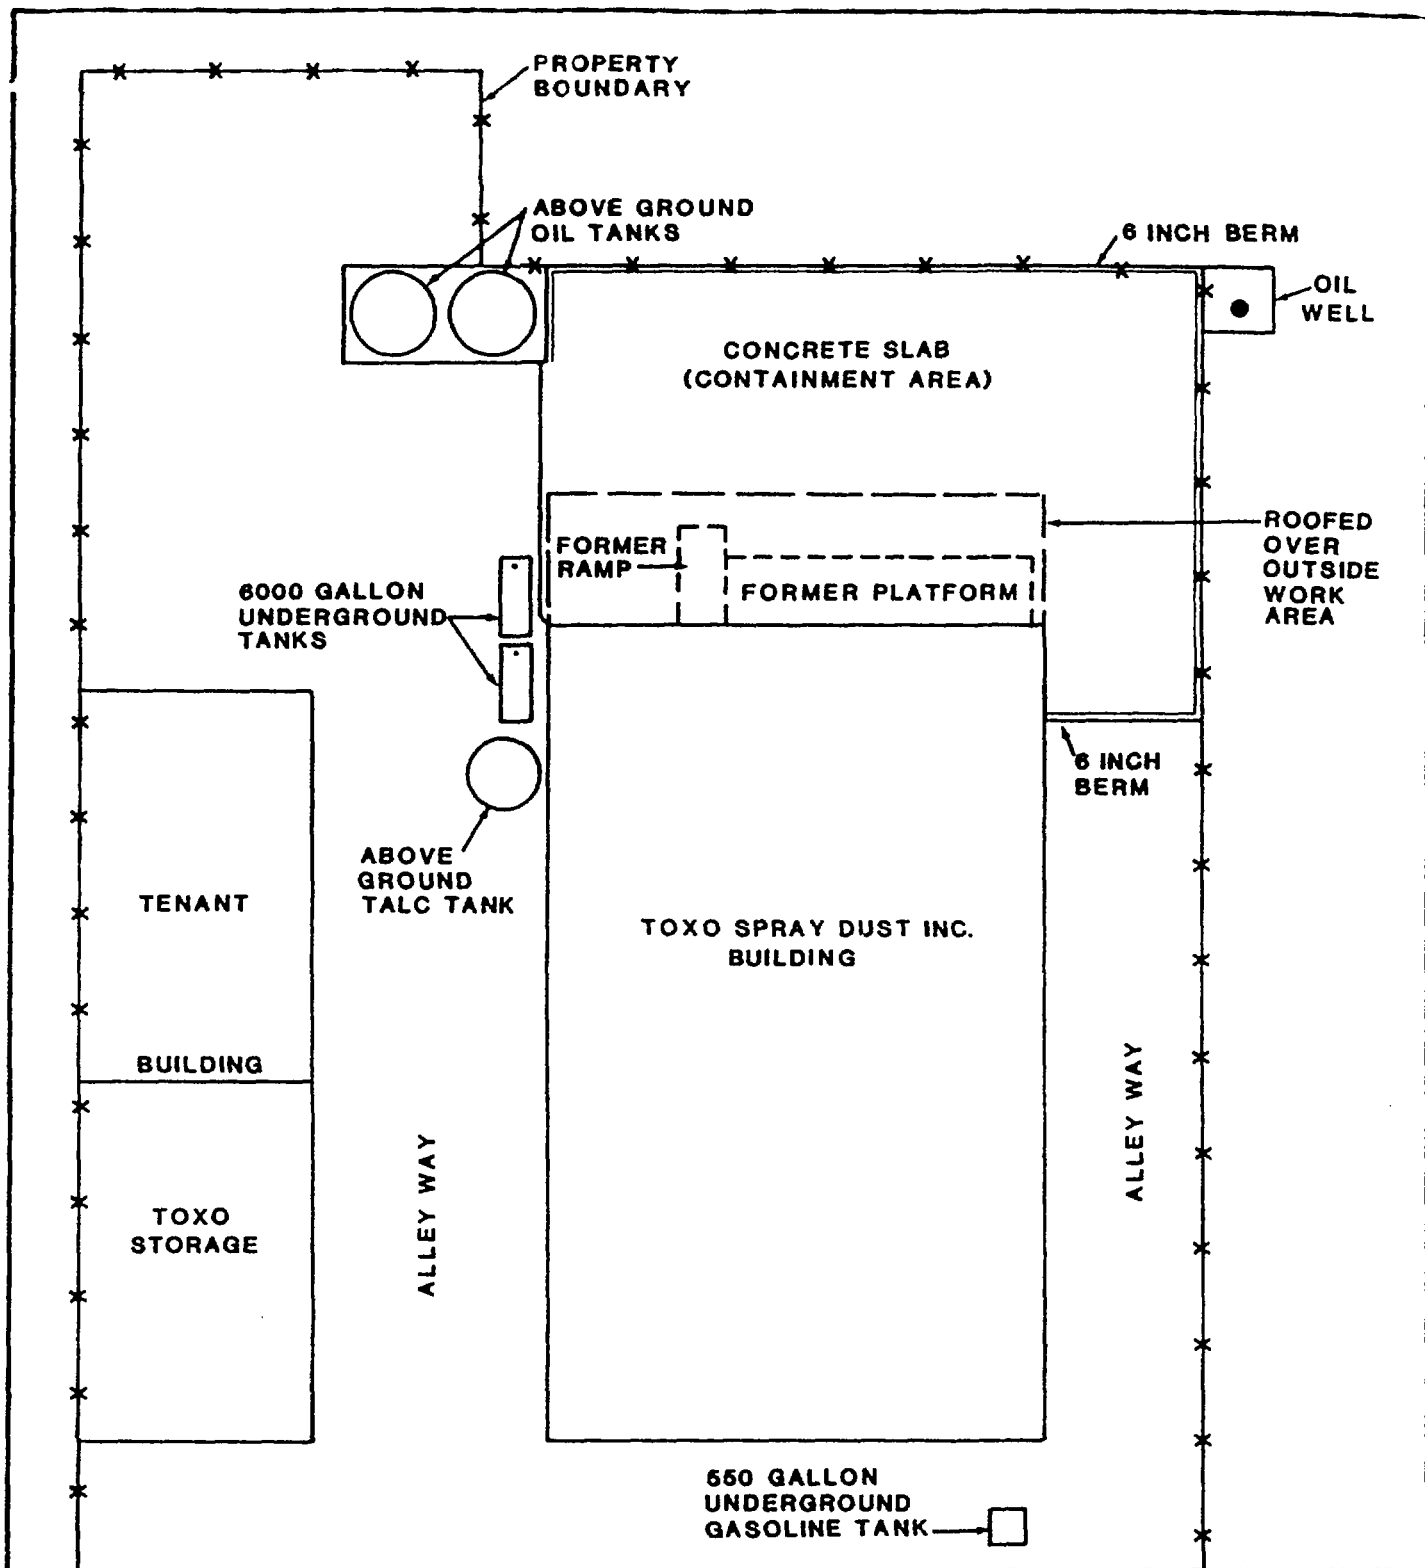 PROPERTY
BOUNDARY
ABOVE GROUND
OIL TANKS
6 INCH BERM
OIL
WELL
CONCRETE SLAB
(CONTAINMENT AREA)
ROOFED
OVER
OUTSIDE
WORK
AREA
FORMER
RAMP
FORMER PLATFORM
6000 GALLON
UNDERGROUND
TANKS
6 INCH
BERM
ABOVE
GROUND
TALC TANK
TENANT
BUILDING
TOXO SPRAY DUST INC.
BUILDING
ALLEY WAY
ALLEY WAY
TOXO
STORAGE
550 GALLON
UNDERGROUND
GASOLINE TANK